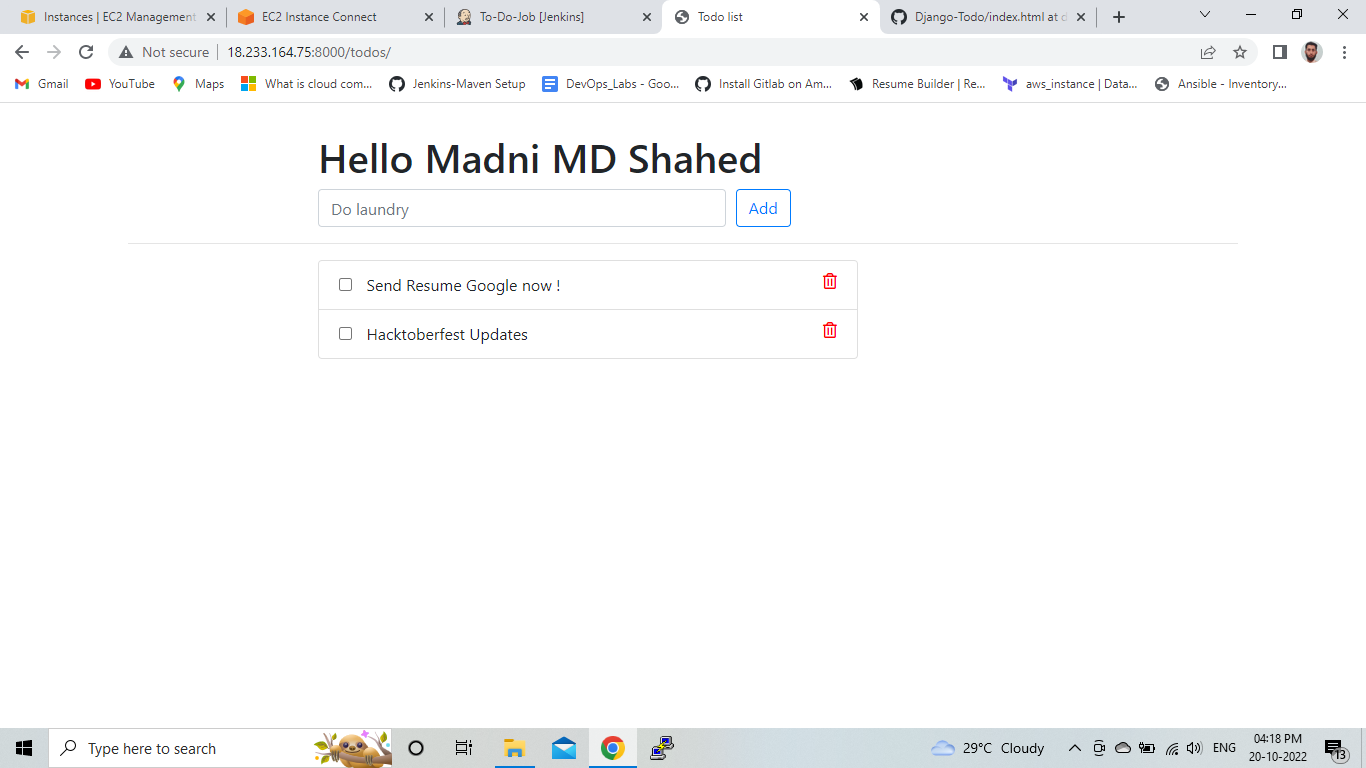 Instances | EC2 Management
EC2 Instance Connect
To-Do-Job [Jenkins]
Todo list
Django-Todo/index.html at d
Not secure
18.233.164.75:8000/todos/
Gmail
YouTube
Maps
What is cloud com...
Jenkins-Maven Setup
DevOps_Labs - Goo...
Install Gitlab on Am...
Resume Builder | Re...
aws_instance | Data...
Ansible - Inventory...
Hello Madni MD Shahed
Do laundry
Add
Send Resume Google now !
Hacktoberfest Updates
Type here to search
29°C Cloudy
ENG
04:18 PM
20-10-2022
13